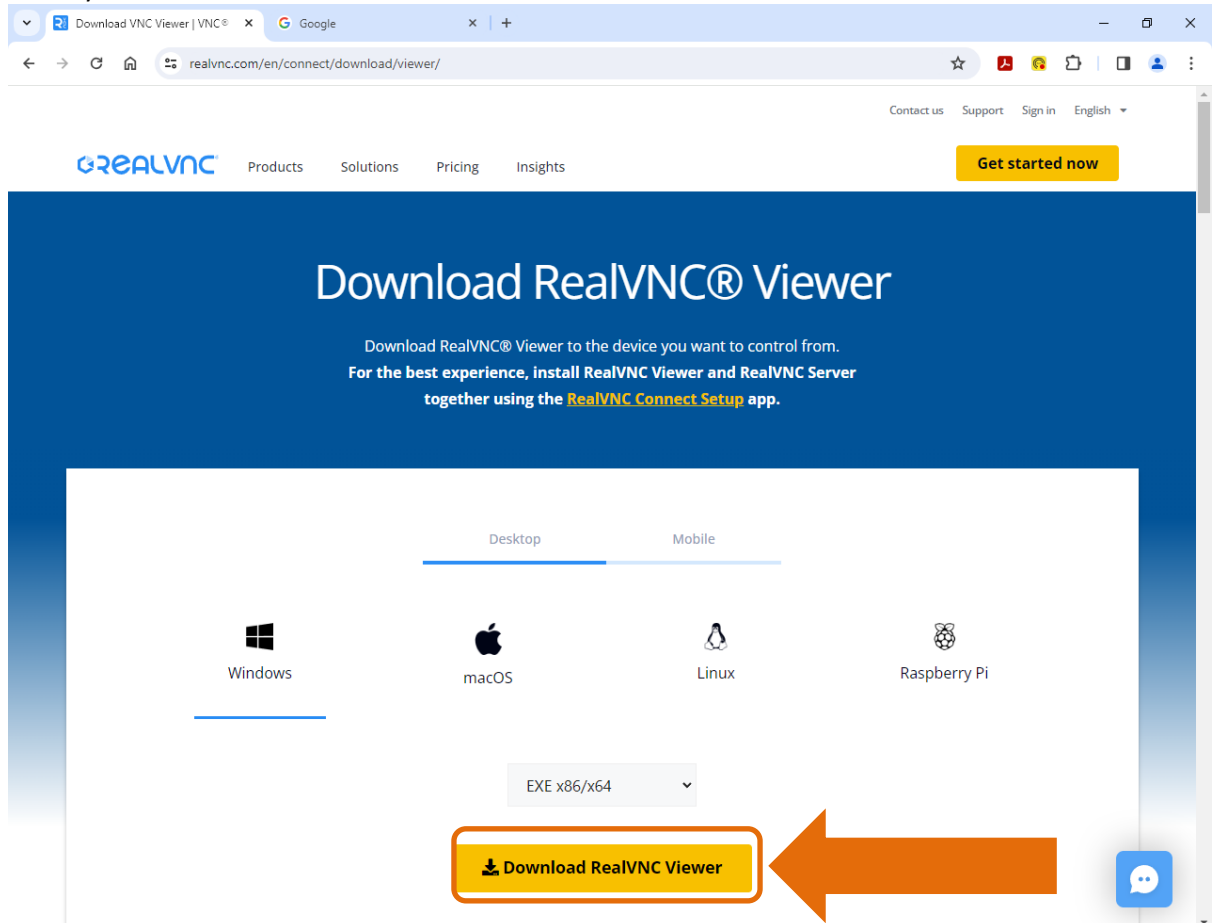 Download VNC Viewer | VNC®
Google
realvnc.com/en/connect/download/viewer/
Contact us Support Sign in English
REALVNC Products Solutions Pricing Insights Get started now
Download RealVNC® Viewer
Download RealVNC® Viewer to the device you want to control from.
For the best experience, install RealVNC Viewer and RealVNC Server
together using the RealVNC Connect Setup app.
Desktop Mobile
Windows macOS Linux Raspberry Pi
EXE x86/x64
Download RealVNC Viewer